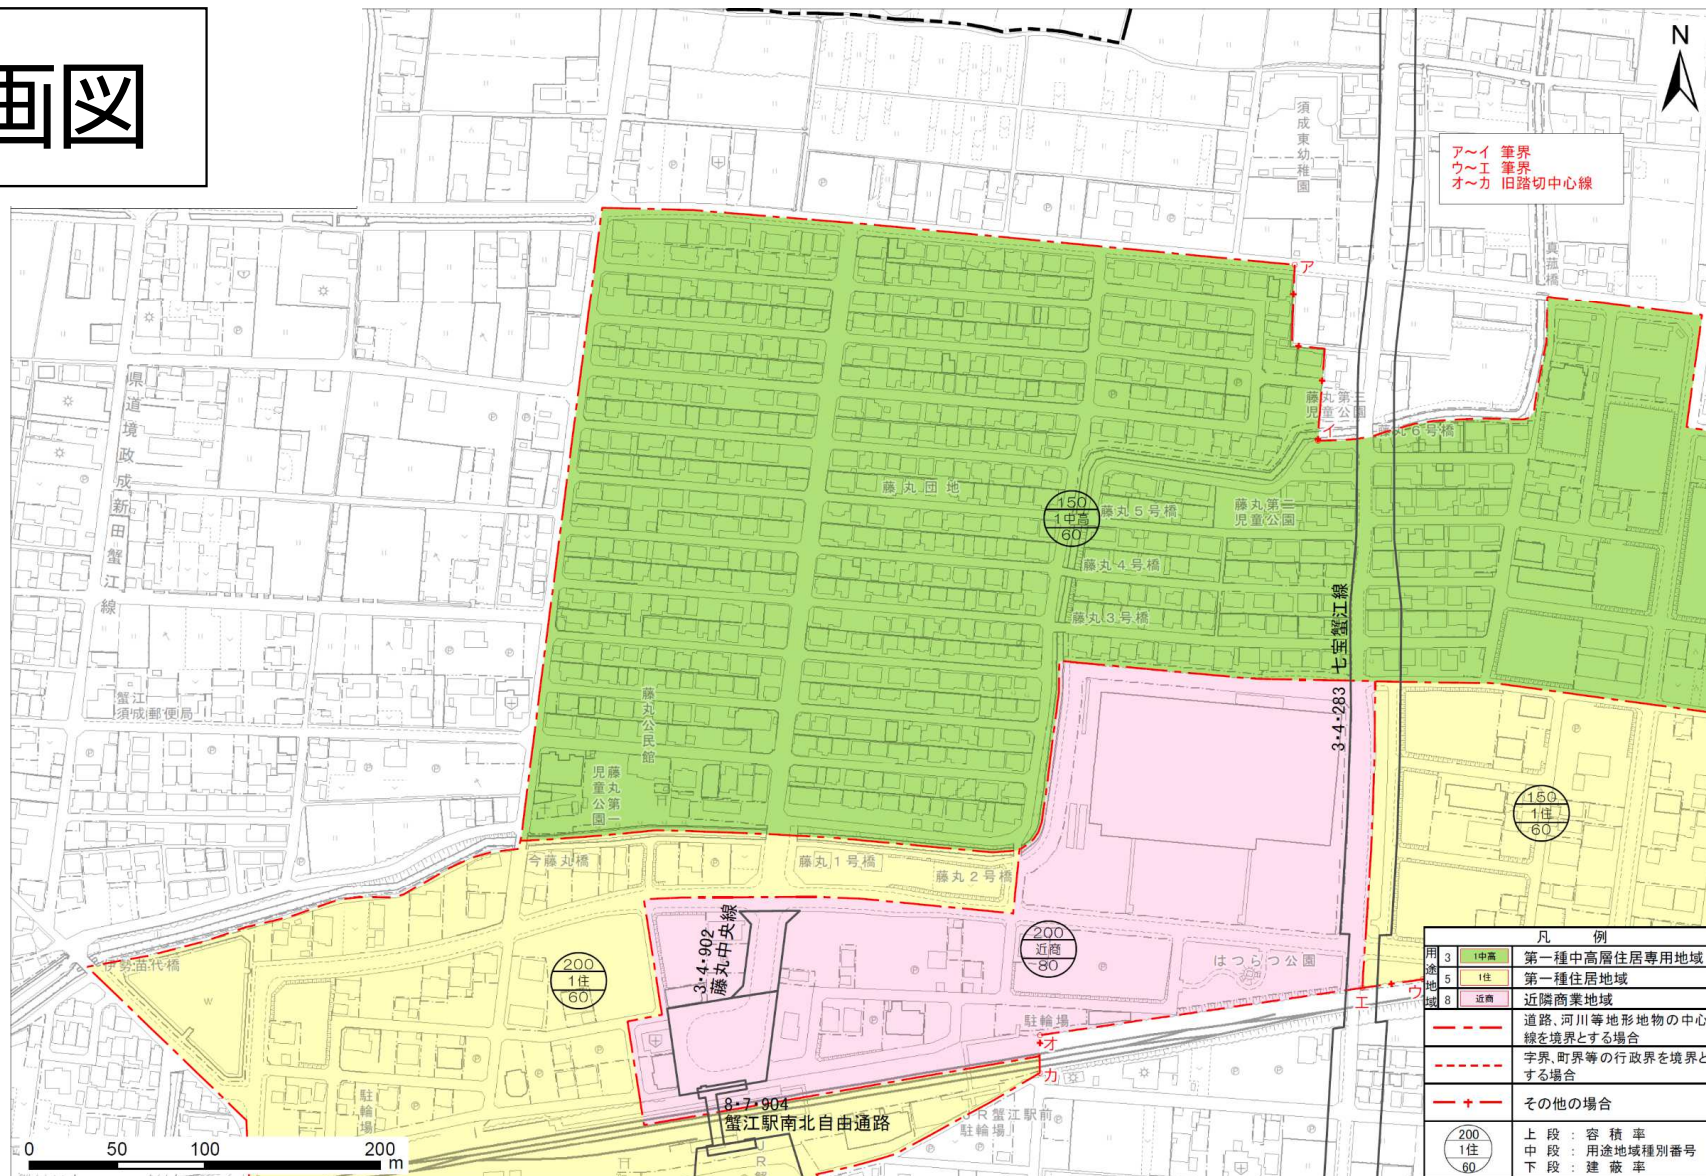 画図
N
ア～イ 筆界
ウ～エ 筆界
オ～カ 旧踏切中心線
須成東幼稚園
真菰橋
ア
県道境政成新田蟹江線
藤丸第三
児童公園
イ
藤丸6号橋
藤丸団地
150
1中高
60
藤丸5号橋
藤丸第二
児童公園
藤丸4号橋
藤丸3号橋
3・4・283 七宝蟹江線
蟹江
須成郵便局
藤丸公民館
藤丸第一
児童公園
150
1住
60
今藤丸橋
藤丸1号橋
藤丸2号橋
3・4・902
藤丸中央線
200
近商
80
はつらつ公園
伊勢苗代橋
200
1住
60
ウ
エ
駐輪場
オ
カ
駐輪場
8・7・904
蟹江駅南北自由通路
JR蟹江駅前
駐輪場
0 50 100 200 m
凡例
用途地域
3 1中高 第一種中高層住居専用地域
5 1住 第一種住居地域
8 近商 近隣商業地域
道路、河川等地形地物の中心
線を境界とする場合
字界、町界等の行政界を境界と
する場合
その他の場合
200
1住
60
上段：容積率
中段：用途地域種別番号
下段：建蔽率